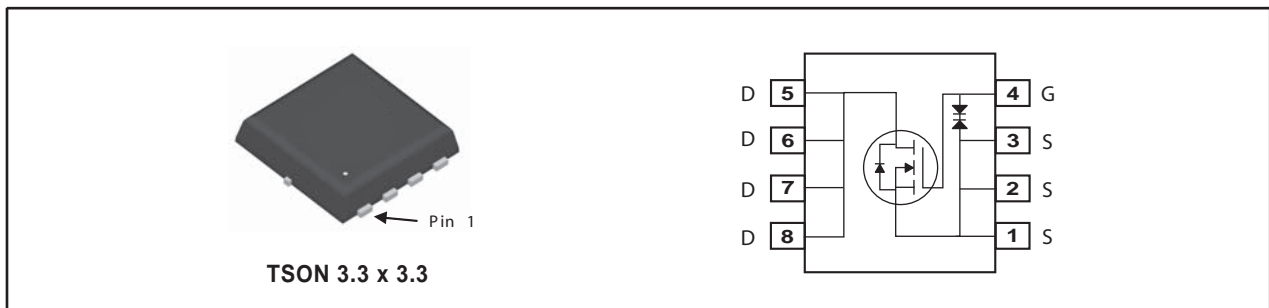 Pin 1
TSON 3.3 x 3.3
D 5 4 G
D 6 3 S
D 7 2 S
D 8 1 S